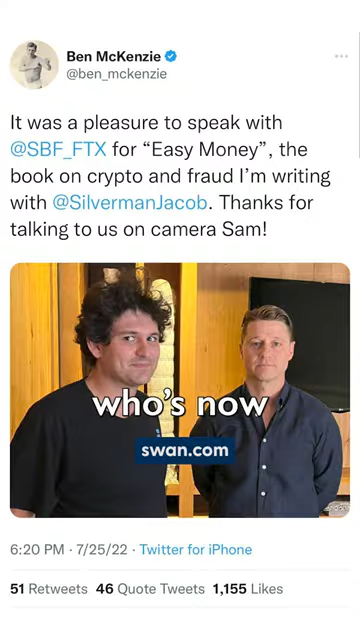 Ben McKenzie
@ben_mckenzie
It was a pleasure to speak with
@SBF_FTX for “Easy Money”, the
book on crypto and fraud I’m writing
with @SilvermanJacob. Thanks for
talking to us on camera Sam!
who's now
swan.com
6:20 PM · 7/25/22 · Twitter for iPhone
51 Retweets 46 Quote Tweets 1,155 Likes